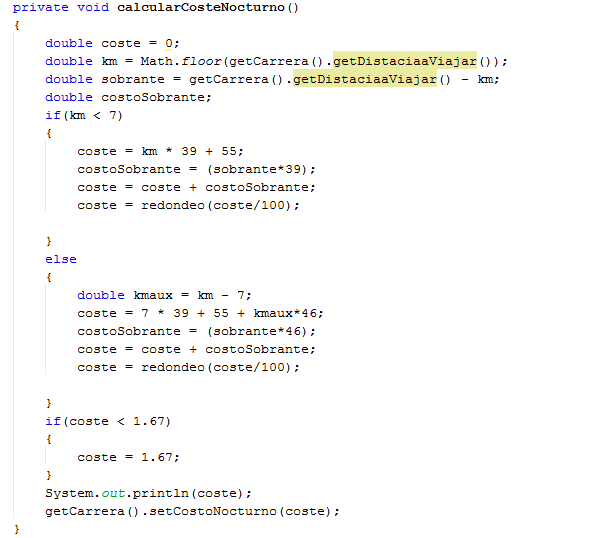 private void calcularCosteNocturno()
{
double coste = 0;
double km = Math.floor(getCarrera().getDistaciaaViajar());
double sobrante = getCarrera().getDistaciaaViajar() - km;
double costoSobrante;
if(km < 7)
{
coste = km * 39 + 55;
costoSobrante = (sobrante*39);
coste = coste + costoSobrante;
coste = redondeo(coste/100);
}
else
{
double kmaux = km - 7;
coste = 7 * 39 + 55 + kmaux*46;
costoSobrante = (sobrante*46);
coste = coste + costoSobrante;
coste = redondeo(coste/100);
}
if(coste < 1.67)
{
coste = 1.67;
}
System.out.println(coste);
getCarrera().setCostoNocturno(coste);
}